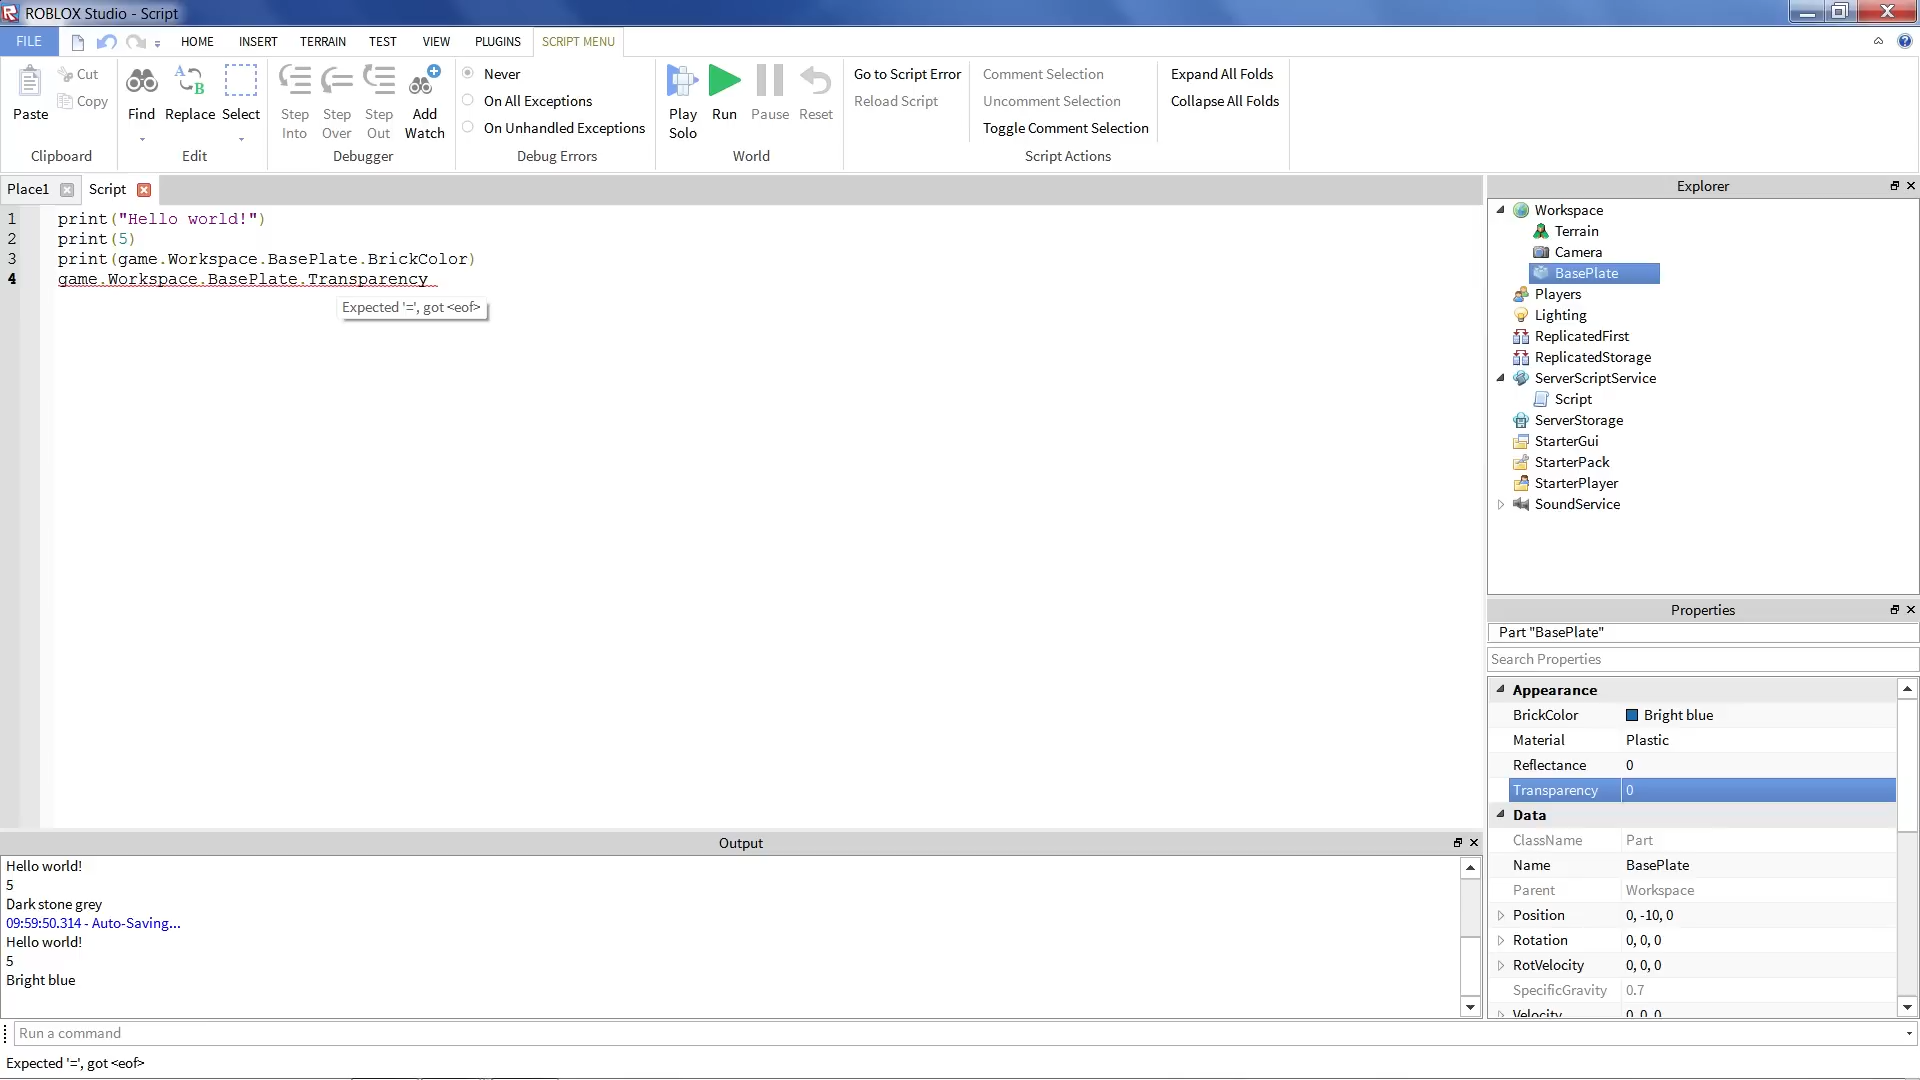 ROBLOX Studio - Script
FILE HOME INSERT TERRAIN TEST VIEW PLUGINS SCRIPT MENU
Paste
Cut
Copy
Clipboard
Find Replace Select
Edit
Step Into
Step Over
Step Out
Add Watch
Debugger
Never
On All Exceptions
On Unhandled Exceptions
Debug Errors
Play Solo
Run Pause Reset
World
Go to Script Error
Reload Script
Comment Selection
Uncomment Selection
Toggle Comment Selection
Script Actions
Expand All Folds
Collapse All Folds
Place1 Script
1 print("Hello world!")
2 print(5)
3 print(game.Workspace.BasePlate.BrickColor)
4 game.Workspace.BasePlate.Transparency
Expected '=', got <eof>
Explorer
Workspace
Terrain
Camera
BasePlate
Players
Lighting
ReplicatedFirst
ReplicatedStorage
ServerScriptService
Script
ServerStorage
StarterGui
StarterPack
StarterPlayer
SoundService
Properties
Part "BasePlate"
Search Properties
Appearance
BrickColor Bright blue
Material Plastic
Reflectance 0
Transparency 0
Data
ClassName Part
Name BasePlate
Parent Workspace
Position 0, -10, 0
Rotation 0, 0, 0
RotVelocity 0, 0, 0
SpecificGravity 0.7
Velocity 0, 0, 0
Output
Hello world!
5
Dark stone grey
09:59:50.314 - Auto-Saving...
Hello world!
5
Bright blue
Run a command
Expected '=', got <eof>